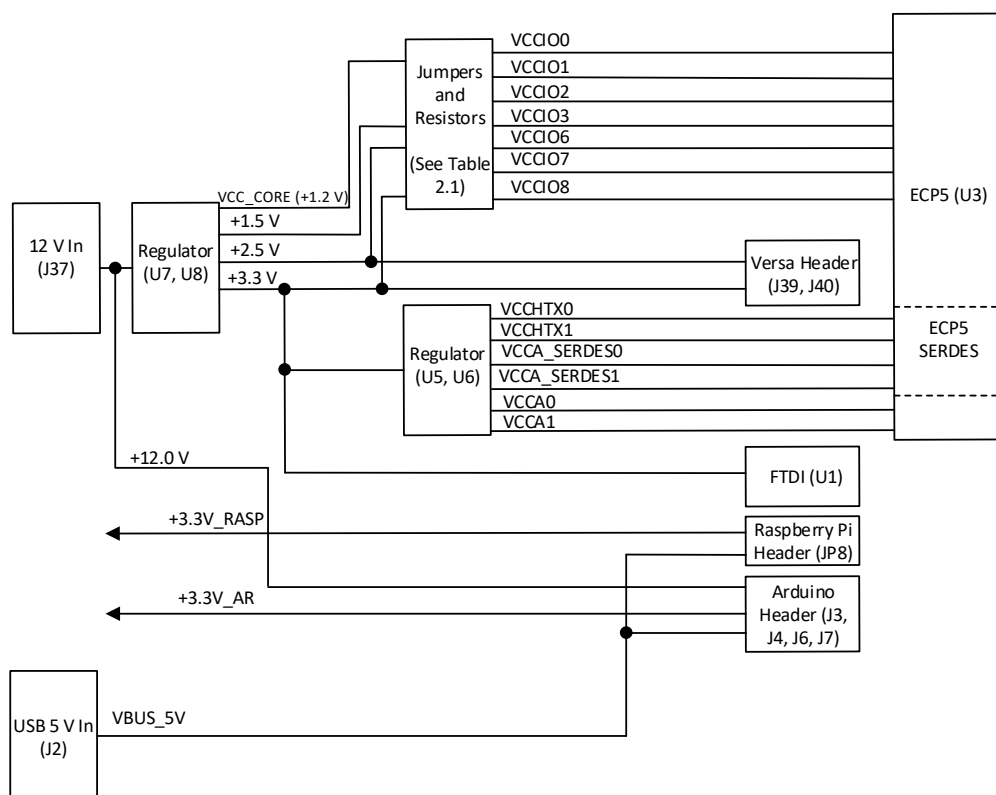 VCCIO0
VCCIO1
VCCIO2
VCCIO3
VCCIO6
VCCIO7
VCCIO8
Jumpers
and
Resistors
(See Table
2.1)
ECP5 (U3)
VCC_CORE (+1.2 V)
+1.5 V
+2.5 V
+3.3 V
12 V In
(J37)
Regulator
(U7, U8)
Versa Header
(J39, J40)
VCCHTX0
VCCHTX1
VCCA_SERDES0
VCCA_SERDES1
VCCA0
VCCA1
Regulator
(U5, U6)
ECP5
SERDES
+12.0 V
FTDI (U1)
+3.3V_RASP
Raspberry Pi
Header (JP8)
+3.3V_AR
Arduino
Header (J3,
J4, J6, J7)
USB 5 V In
(J2)
VBUS_5V